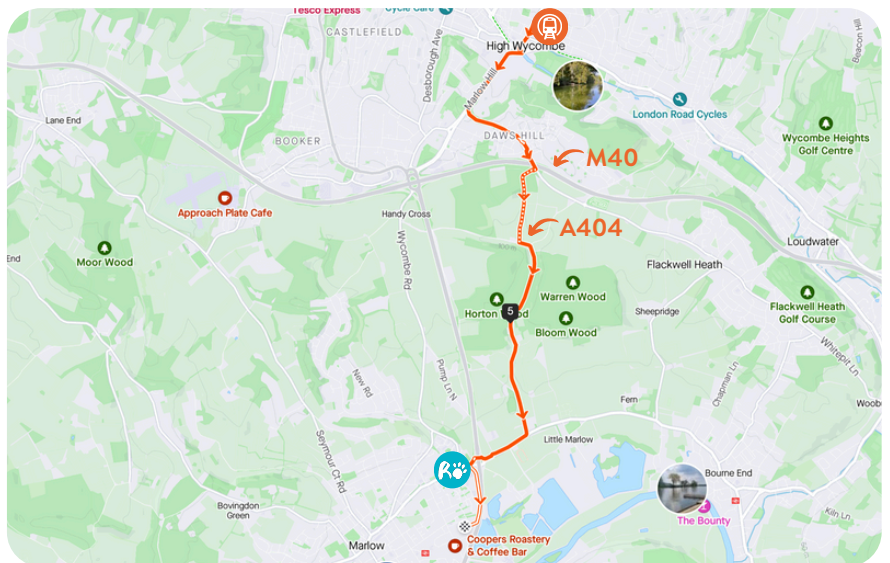 Tesco Express
Cycle Care
CASTLEFIELD
High Wycombe
Desborough Ave
Beacon Hill
Marlow Hill
London Road Cycles
Lane End
DAWS HILL
Wycombe Heights
Golf Centre
BOOKER
M40
Approach Plate Cafe
Handy Cross
A404
Loudwater
Moor Wood
End
Wycombe Rd
Flackwell Heath
Warren Wood
Horton Wood
5
Bloom Wood
Sheepridge
Flackwell Heath
Golf Course
Whitepit Ln
New Rd
Pump Ln N
Chapman Ln
Fern
Woob
Little Marlow
Seymour Ct Rd
Bourne End
Bovingdon
Green
The Bounty
Kiln Ln
Marlow
Coopers Roastery
& Coffee Bar